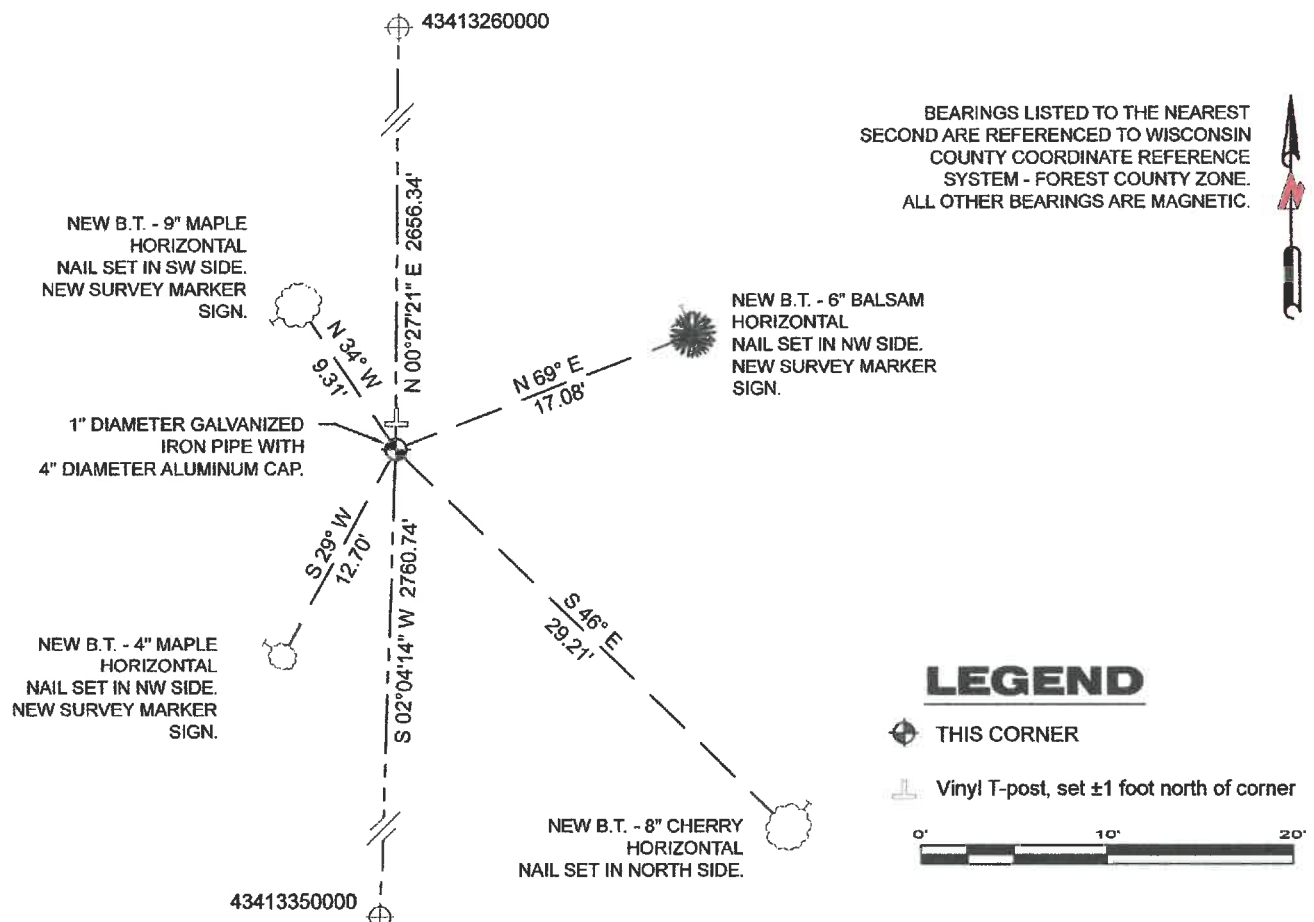 43413260000
BEARINGS LISTED TO THE NEAREST
SECOND ARE REFERENCED TO WISCONSIN
COUNTY COORDINATE REFERENCE
SYSTEM - FOREST COUNTY ZONE.
ALL OTHER BEARINGS ARE MAGNETIC.
N 00°27'21" E 2656.34'
NEW B.T. - 9" MAPLE
HORIZONTAL
NAIL SET IN SW SIDE.
NEW SURVEY MARKER
SIGN.
N 34° W
9.31'
NEW B.T. - 6" BALSAM
HORIZONTAL
NAIL SET IN NW SIDE.
NEW SURVEY MARKER
SIGN.
N 69° E
17.08'
1" DIAMETER GALVANIZED
IRON PIPE WITH
4" DIAMETER ALUMINUM CAP.
S 29° W
12.70'
S 02°04'14" W 2760.74'
S 46° E
29.21'
NEW B.T. - 4" MAPLE
HORIZONTAL
NAIL SET IN NW SIDE.
NEW SURVEY MARKER
SIGN.
NEW B.T. - 8" CHERRY
HORIZONTAL
NAIL SET IN NORTH SIDE.
43413350000
LEGEND
THIS CORNER
Vinyl T-post, set ±1 foot north of corner
0' 10' 20'